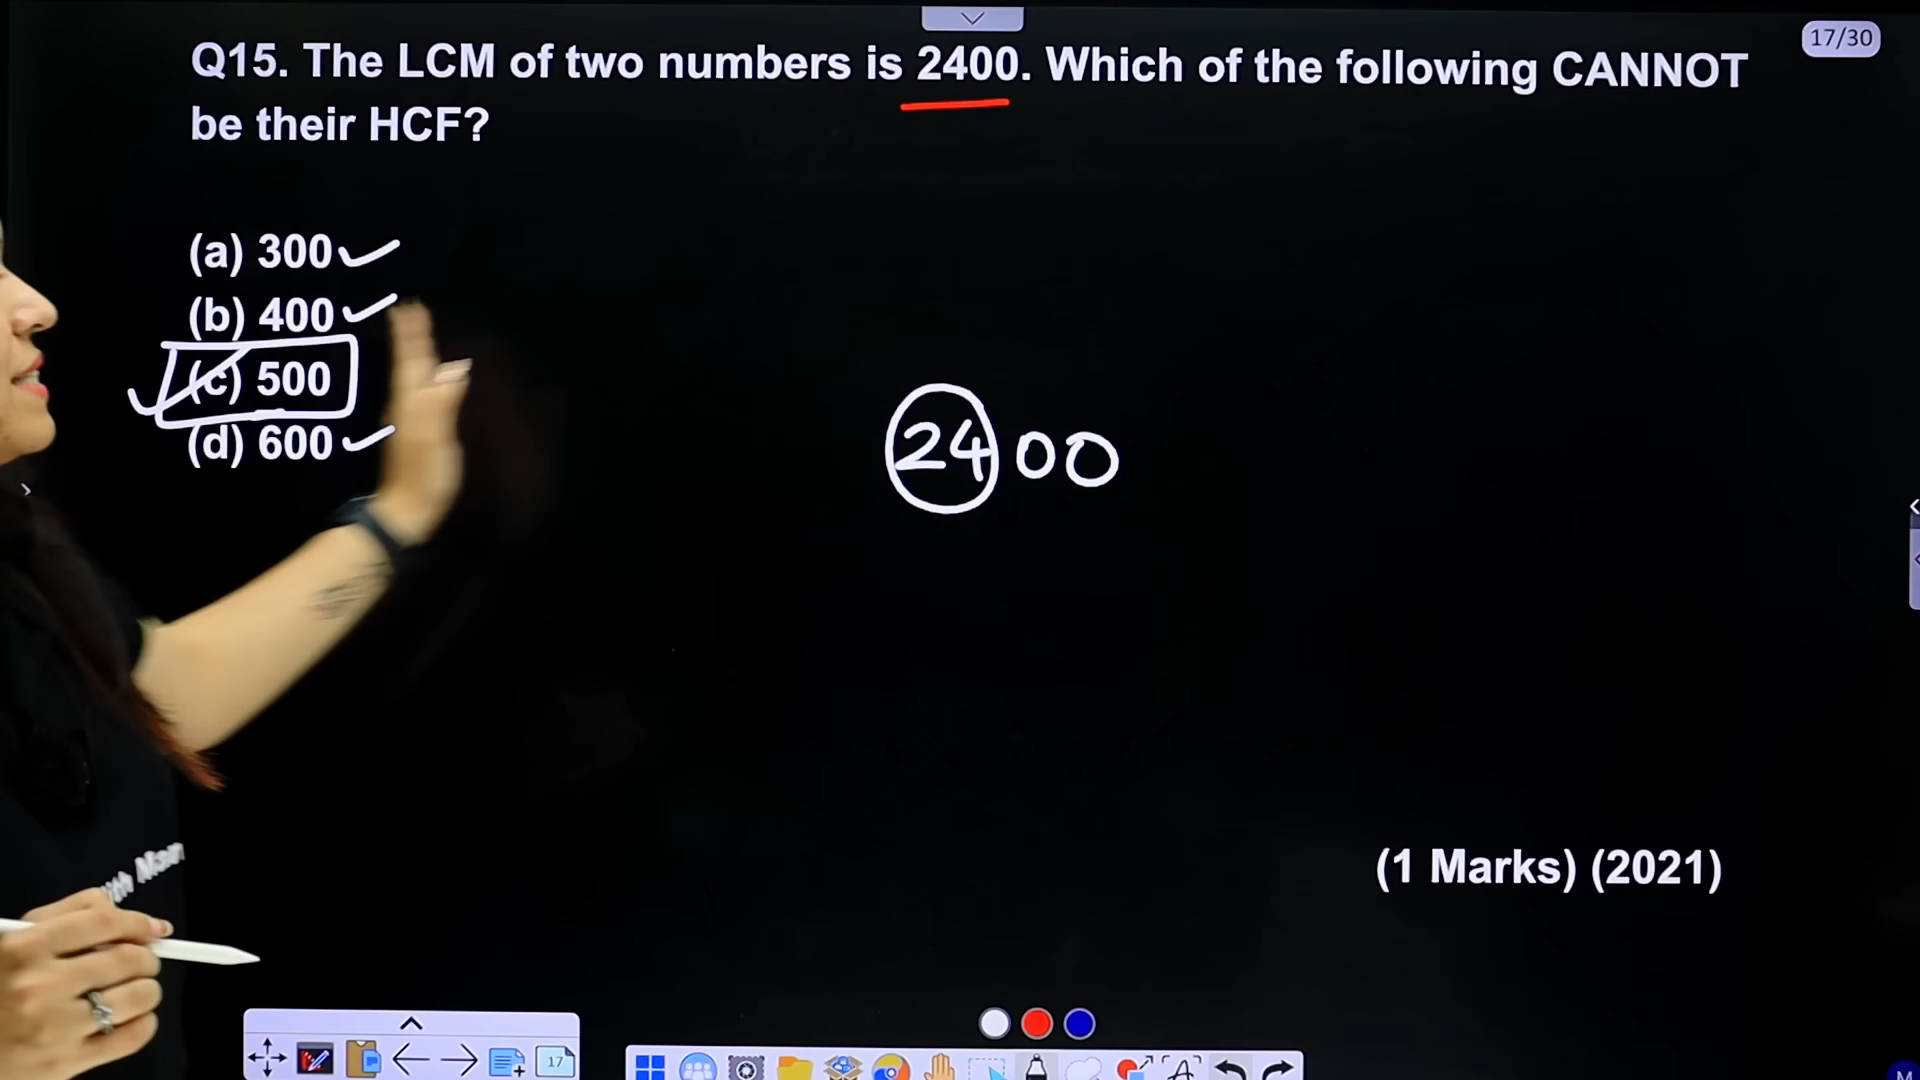 17/30
Q15. The LCM of two numbers is 2400. Which of the following CANNOT
be their HCF?
(a) 300
(b) 400
(c) 500
(d) 600
2400
(1 Marks) (2021)
17